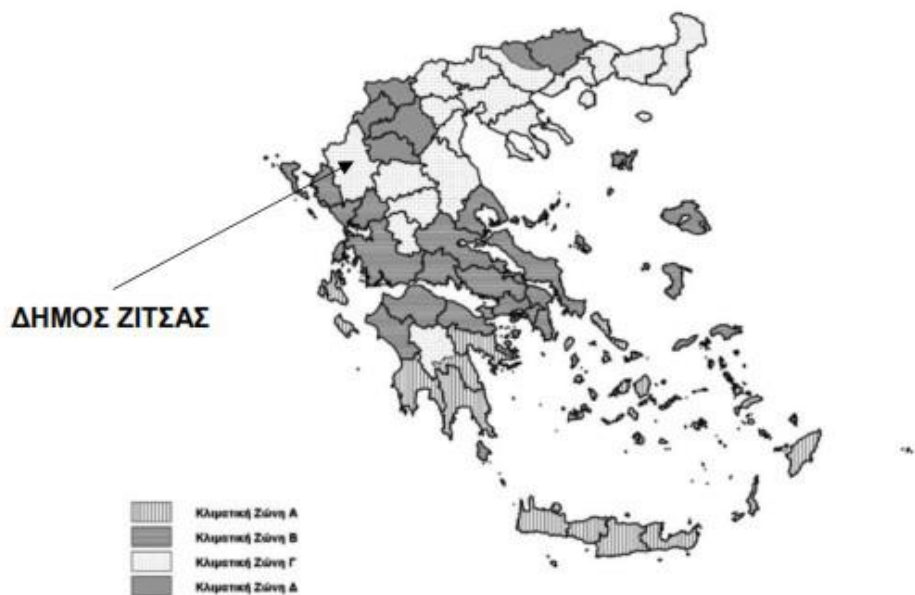 ΔΗΜΟΣ ΖΙΤΣΑΣ
Κλιματική Ζώνη Α
Κλιματική Ζώνη Β
Κλιματική Ζώνη Γ
Κλιματική Ζώνη Δ